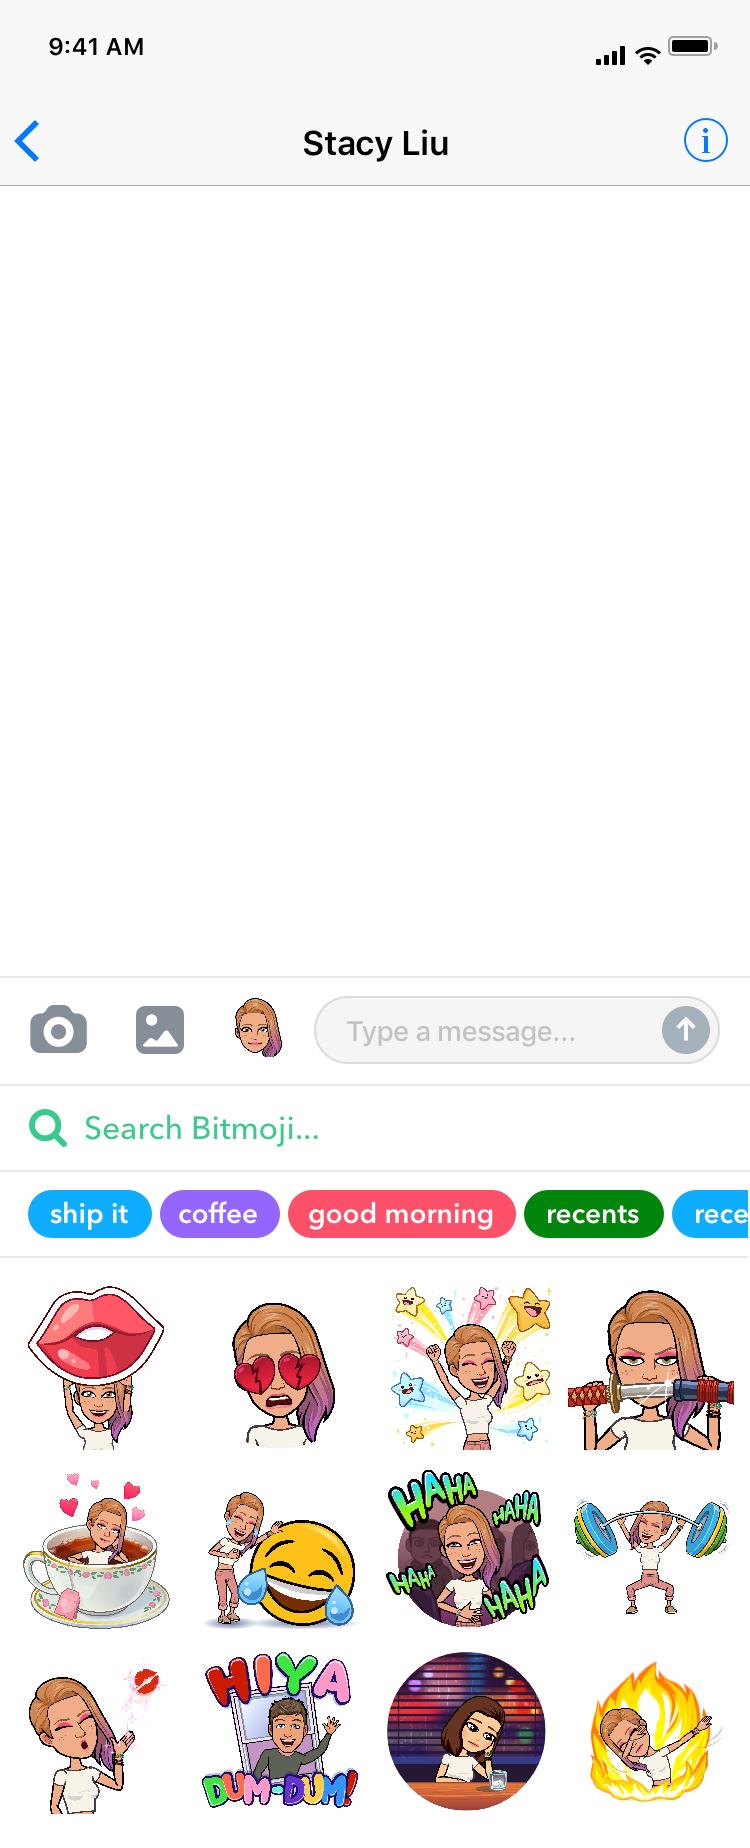 9:41 AM
Stacy Liu
Type a message...
Search Bitmoji...
ship it
coffee
good morning
recents
rece
HAHA
HAHA
HAHA
HAHA
HIYA
DUM-DUM!